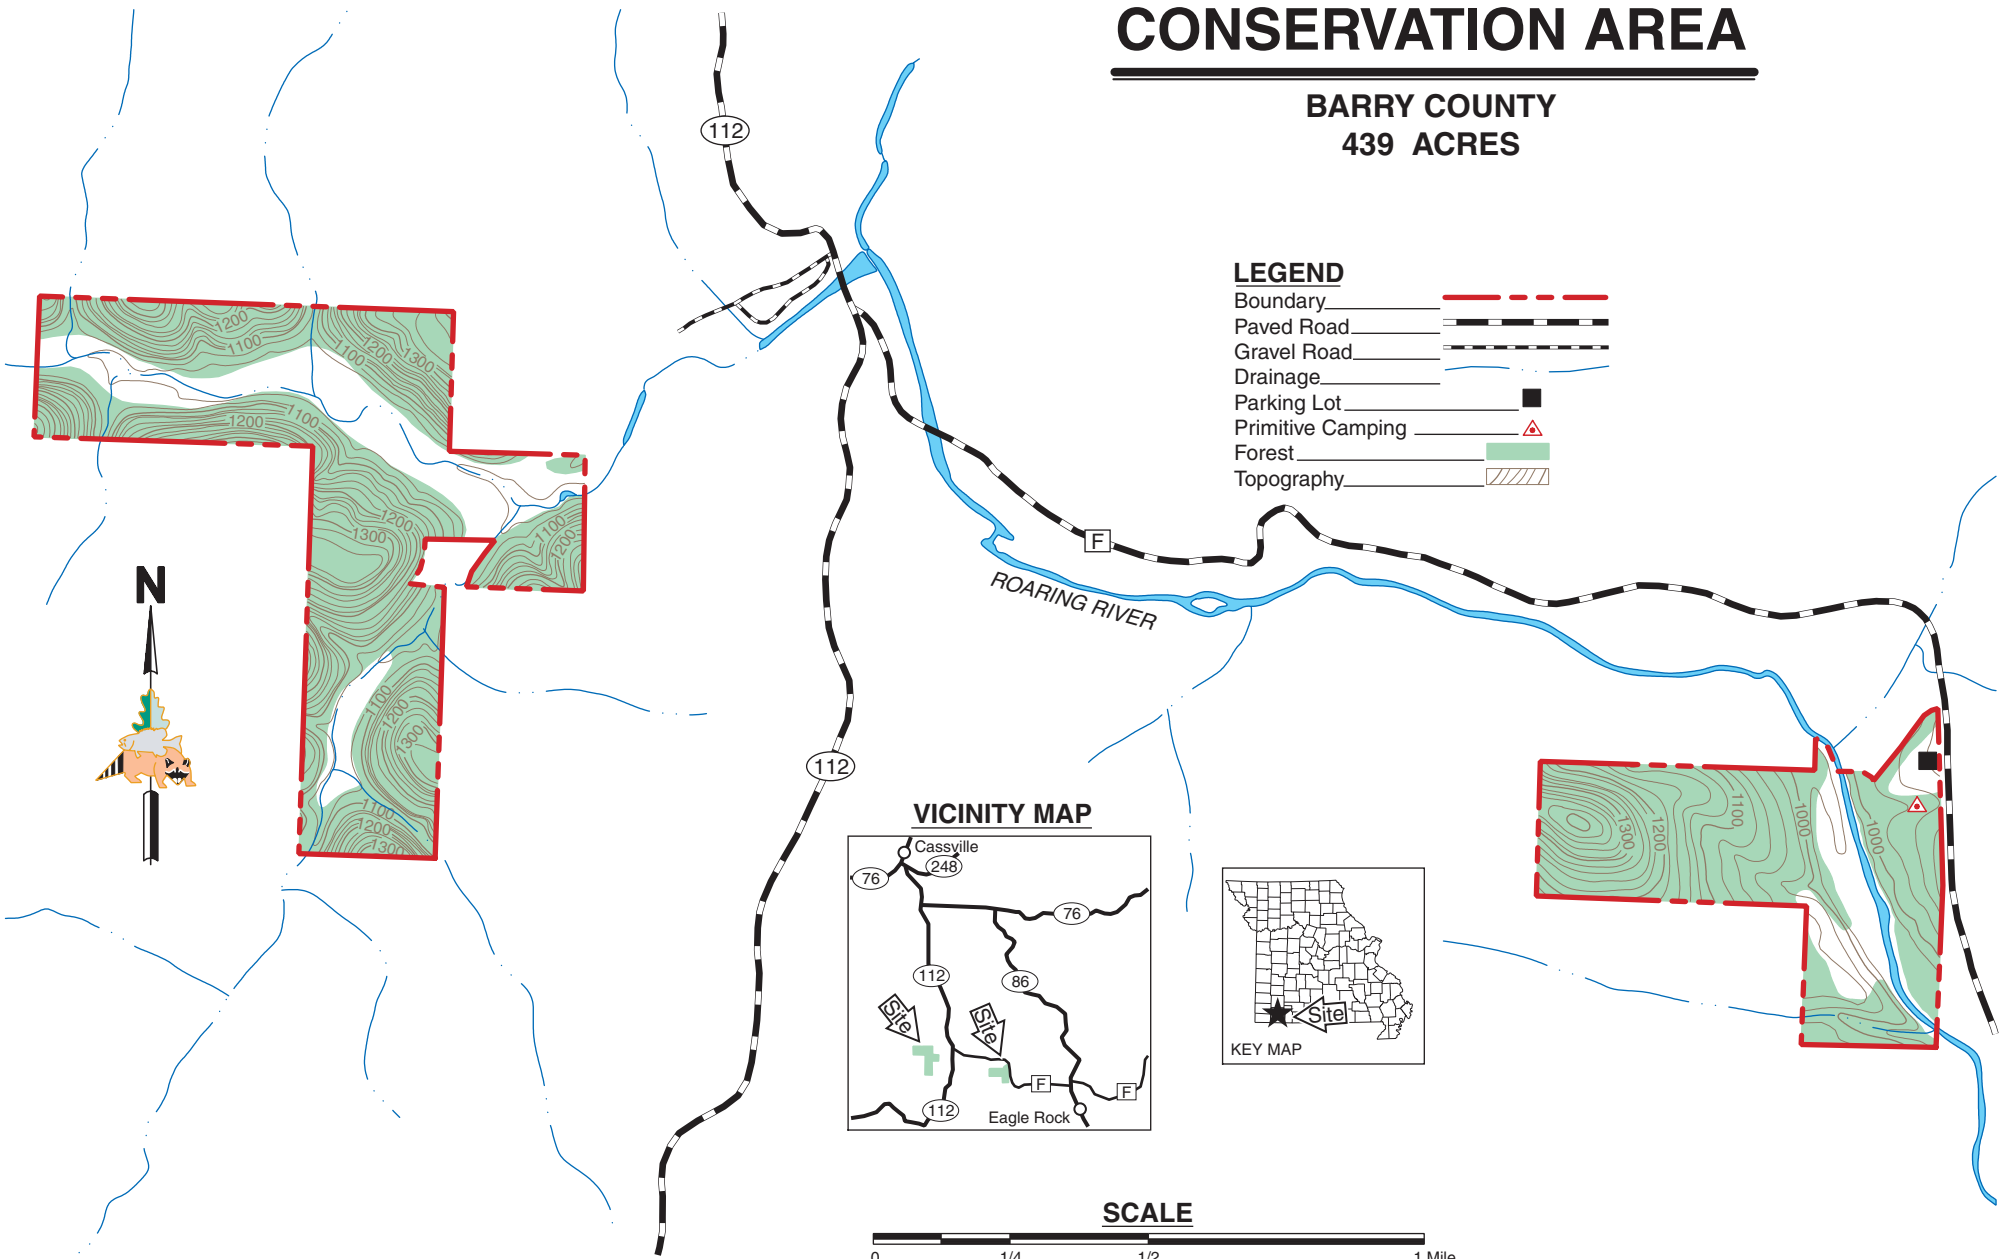 CONSERVATION AREA
BARRY COUNTY
439 ACRES
112
LEGEND
Boundary
Paved Road
Gravel Road
Drainage
Parking Lot
Primitive Camping
Forest
Topography
1200
1100
1100
1200
1300
1200
1100
1200
1300
1100
1200
F
ROARING RIVER
N
1100
1200
1300
1100
1200
1300
112
1300
1200
1100
1000
1000
VICINITY MAP
Cassville
248
76
76
112
86
Site
Site
F
F
112
Eagle Rock
Site
KEY MAP
SCALE
0 1/4 1/2 1 Mile